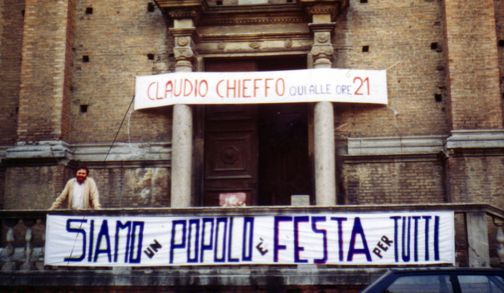 CLAUDIO CHIEFFO QUI ALLE ORE 21
SIAMO UN POPOLO È FESTA PER TUTTI